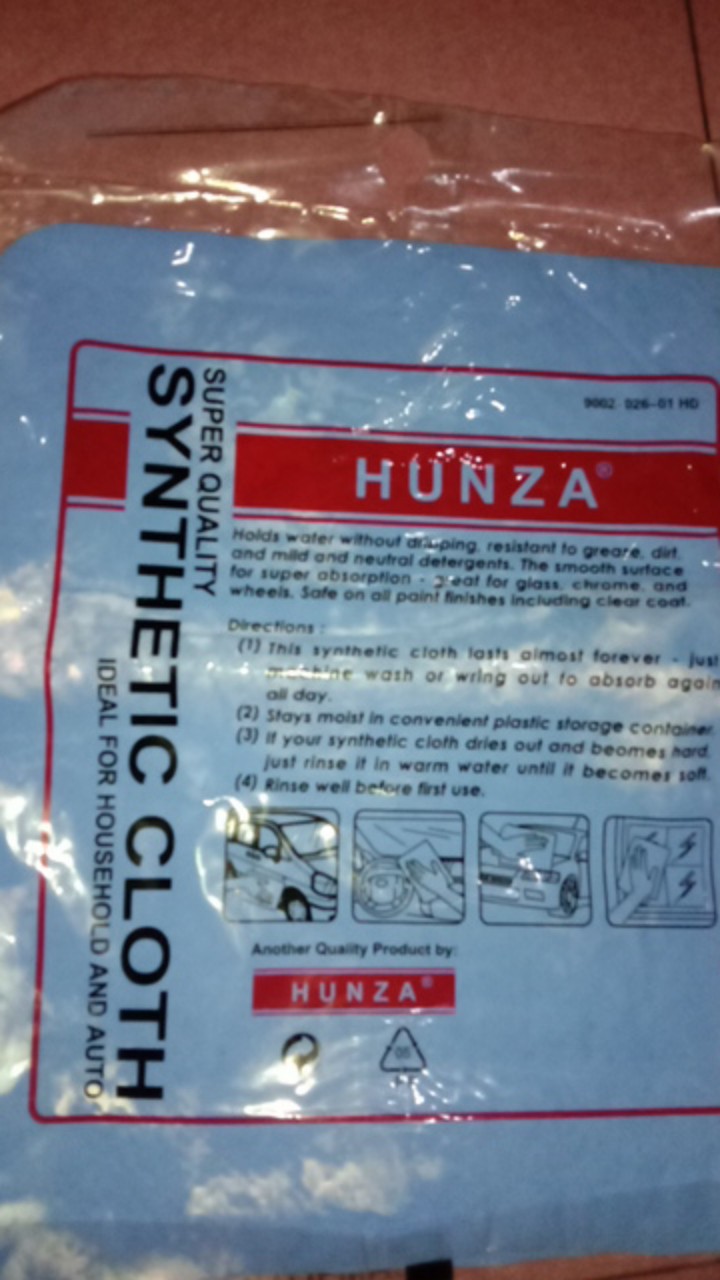 9002 026-01 HD
HUNZA®
SUPER QUALITY
SYNTHETIC CLOTH
IDEAL FOR HOUSEHOLD AND AUTO
Holds water without dripping, resistant to grease, dirt,
and mild and neutral detergents. The smooth surface
for super absorption - great for glass, chrome, and
wheels. Safe on all paint finishes including clear coat.
Directions :
(1) This synthetic cloth lasts almost forever - just
machine wash or wring out to absorb again
all day.
(2) Stays moist in convenient plastic storage container.
(3) If your synthetic cloth dries out and beomes hard,
just rinse it in warm water until it becomes soft.
(4) Rinse well before first use.
Another Quality Product by:
HUNZA®
05